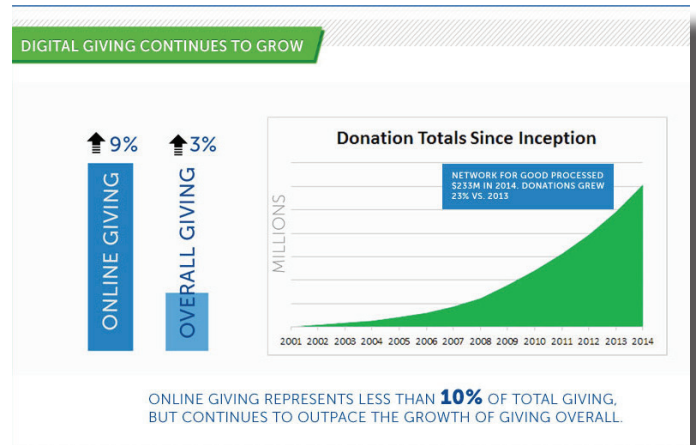 DIGITAL GIVING CONTINUES TO GROW
9%
3%
ONLINE GIVING
OVERALL GIVING
Donation Totals Since Inception
NETWORK FOR GOOD PROCESSED
$233M IN 2014. DONATIONS GREW
23% VS. 2013
MILLIONS
2001 2002 2003 2004 2005 2006 2007 2008 2009 2010 2011 2012 2013 2014
ONLINE GIVING REPRESENTS LESS THAN 10% OF TOTAL GIVING,
BUT CONTINUES TO OUTPACE THE GROWTH OF GIVING OVERALL.